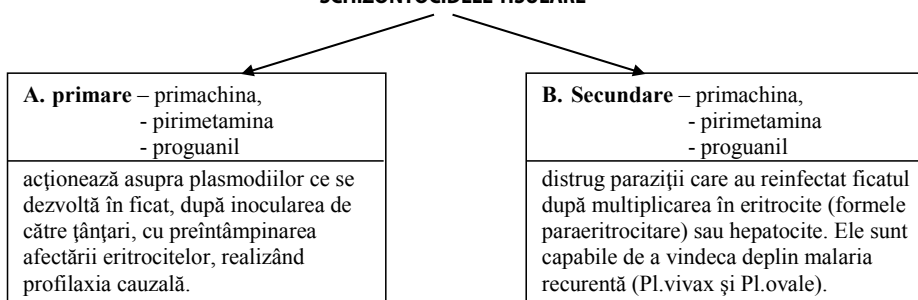 SCHIZONTOCIDELE TISULARE
A. primare – primachina,
- pirimetamina
- proguanil
acţionează asupra plasmodiilor ce se
dezvoltă în ficat, după inocularea de
către ţânţari, cu preîntâmpinarea
afectării eritrocitelor, realizând
profilaxia cauzală.
B. Secundare – primachina,
- pirimetamina
- proguanil
distrug paraziţii care au reinfectat ficatul
după multiplicarea în eritrocite (formele
paraeritrocitare) sau hepatocite. Ele sunt
capabile de a vindeca deplin malaria
recurentă (Pl.vivax şi Pl.ovale).